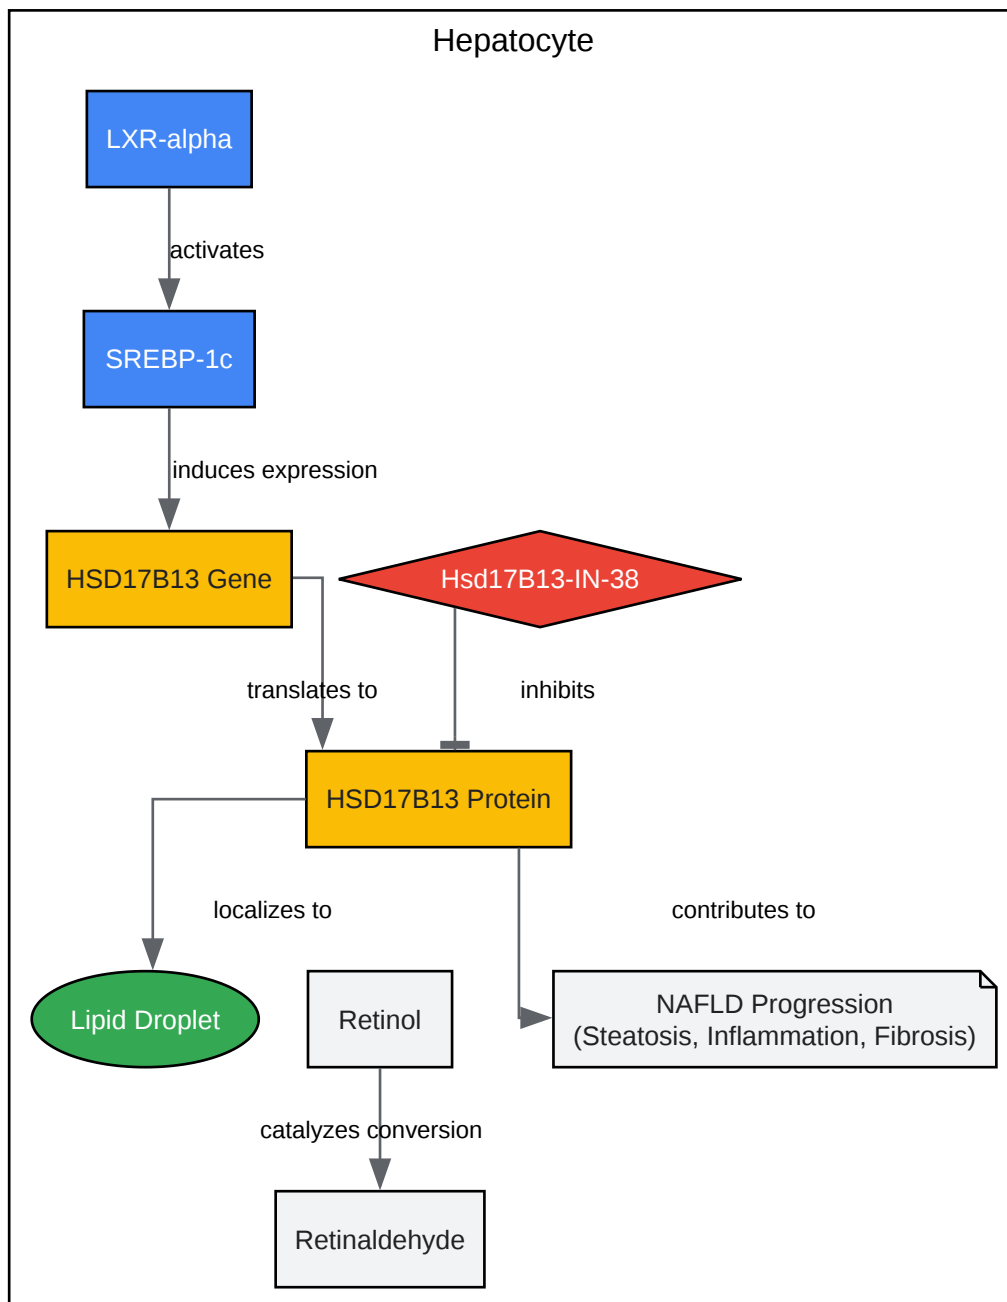 Hepatocyte
LXR-alpha
activates
SREBP-1c
induces expression
HSD17B13 Gene
Hsd17B13-IN-38
translates to
inhibits
HSD17B13 Protein
localizes to
contributes to
Lipid Droplet
Retinol
NAFLD Progression
(Steatosis, Inflammation, Fibrosis)
catalyzes conversion
Retinaldehyde